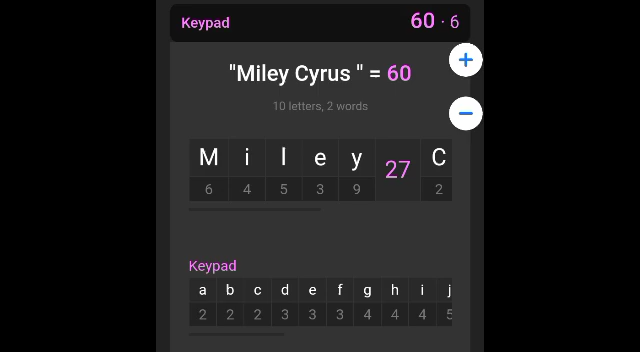 Keypad 60 · 6
"Miley Cyrus " = 60
10 letters, 2 words
M i l e y 27 C
6 4 5 3 9 2
Keypad
a b c d e f g h i j
2 2 2 3 3 3 4 4 4 5